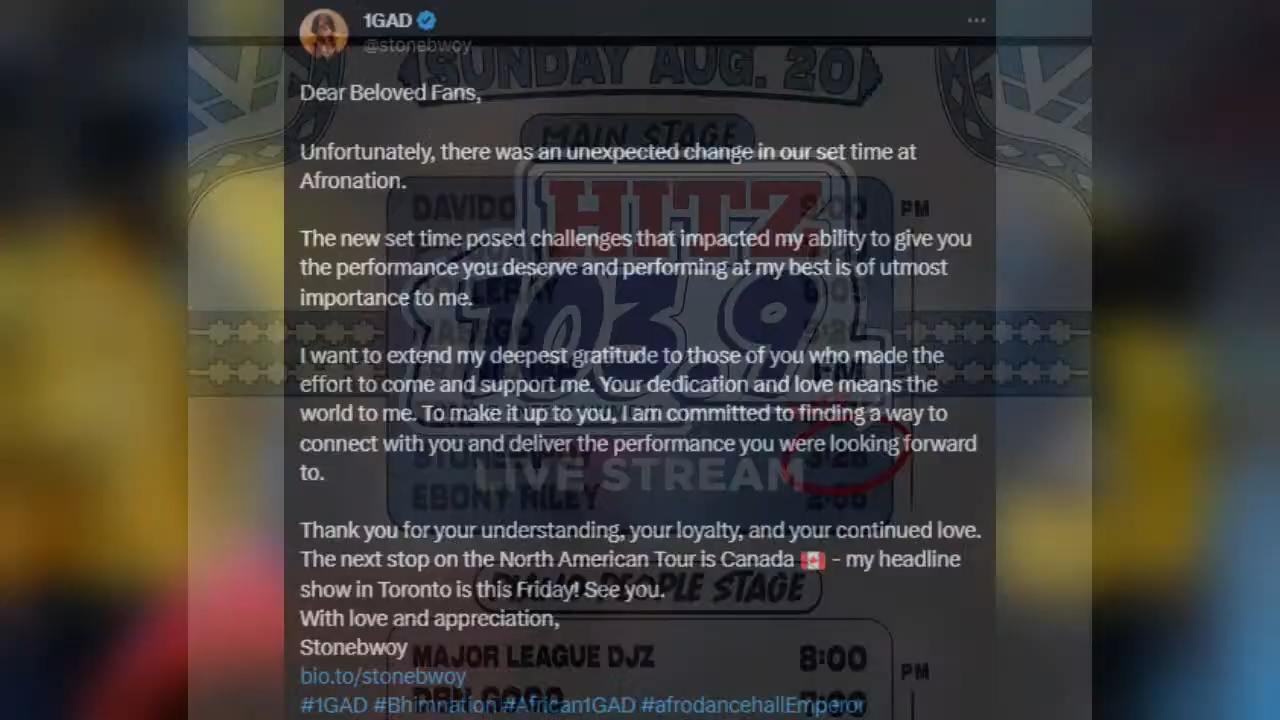 1GAD
@stonebwoy
SUNDAY AUG. 20
Dear Beloved Fans,
MAIN STAGE
Unfortunately, there was an unexpected change in our set time at
Afronation.
HITZ
DAVIDO 9:00 PM
The new set time posed challenges that impacted my ability to give you
the performance you deserve and performing at my best is of utmost
importance to me.
103.9
FM
I want to extend my deepest gratitude to those of you who made the
effort to come and support me. Your dedication and love means the
world to me. To make it up to you, I am committed to finding a way to
connect with you and deliver the performance you were looking forward
to.
LIVE STREAM
EBONY RILEY
Thank you for your understanding, your loyalty, and your continued love.
The next stop on the North American Tour is Canada 🇨🇦 - my headline
show in Toronto is this Friday! See you.
PIANO PEOPLE STAGE
With love and appreciation,
Stonebwoy
MAJOR LEAGUE DJZ 8:00 PM
bio.to/stonebwoy
#1GAD #Bhimnation #African1GAD #afrodancehallEmperor